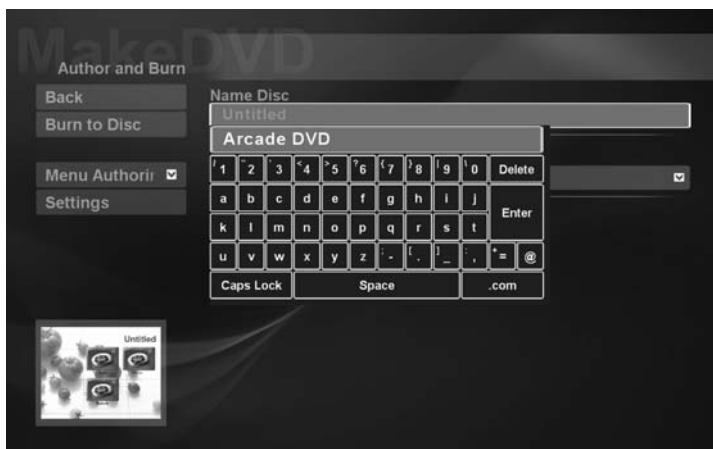 MakeDVD
Author and Burn
Back
Burn to Disc
Menu Authorin
Settings
Name Disc
Untitled
Arcade DVD
/ 1 " 2 ' 3 < 4 > 5 ? 6 { 7 } 8 | 9 \ 0 Delete
a b c d e f g h i j
Enter
k l m n o p q r s t
u v w x y z ; - [ . ] _ : , + = @
Caps Lock Space .com
Untitled